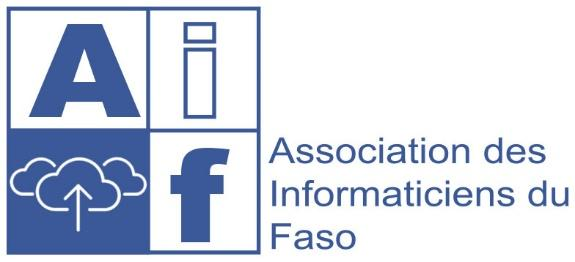 A i
f
Association des
Informaticiens du
Faso